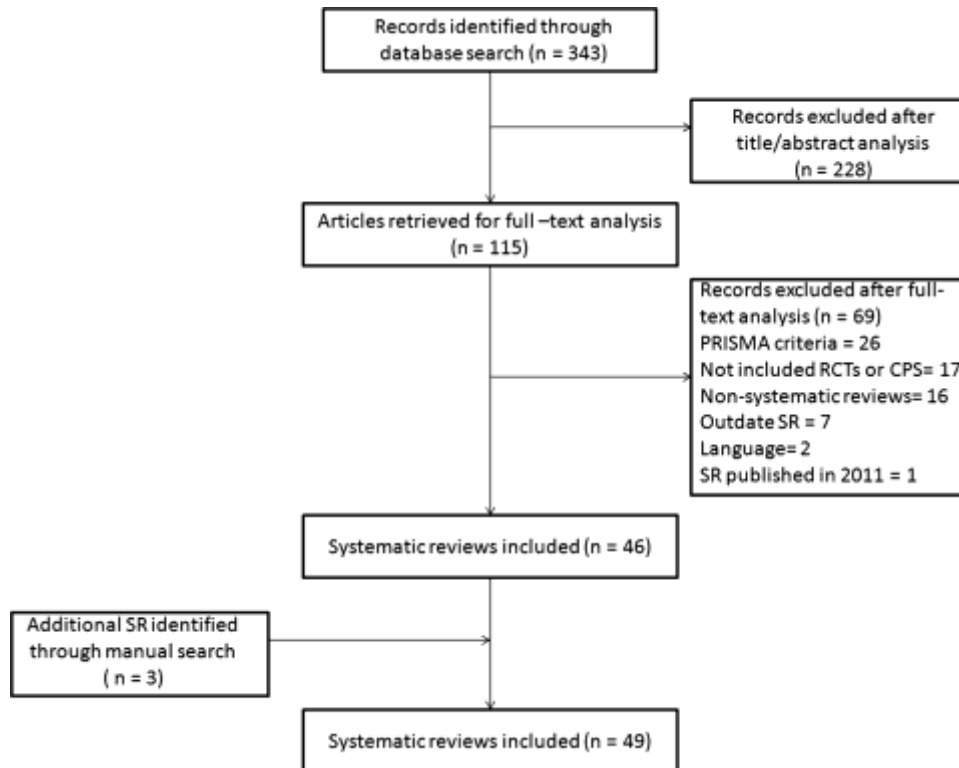 Records identified through
database search (n = 343)
Records excluded after
title/abstract analysis
(n = 228)
Articles retrieved for full –text analysis
(n = 115)
Records excluded after full-
text analysis (n = 69)
PRISMA criteria = 26
Not included RCTs or CPS= 17
Non-systematic reviews= 16
Outdate SR = 7
Language= 2
SR published in 2011 = 1
Systematic reviews included (n = 46)
Additional SR identified
through manual search
( n = 3)
Systematic reviews included (n = 49)